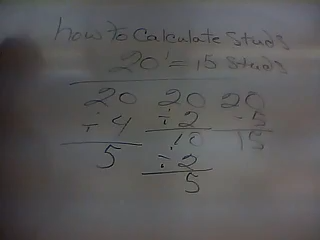 how to Calculate Studs
20' = 15 Studs
20 20 20
÷4 ÷2 -5
5 10 15
÷2
5